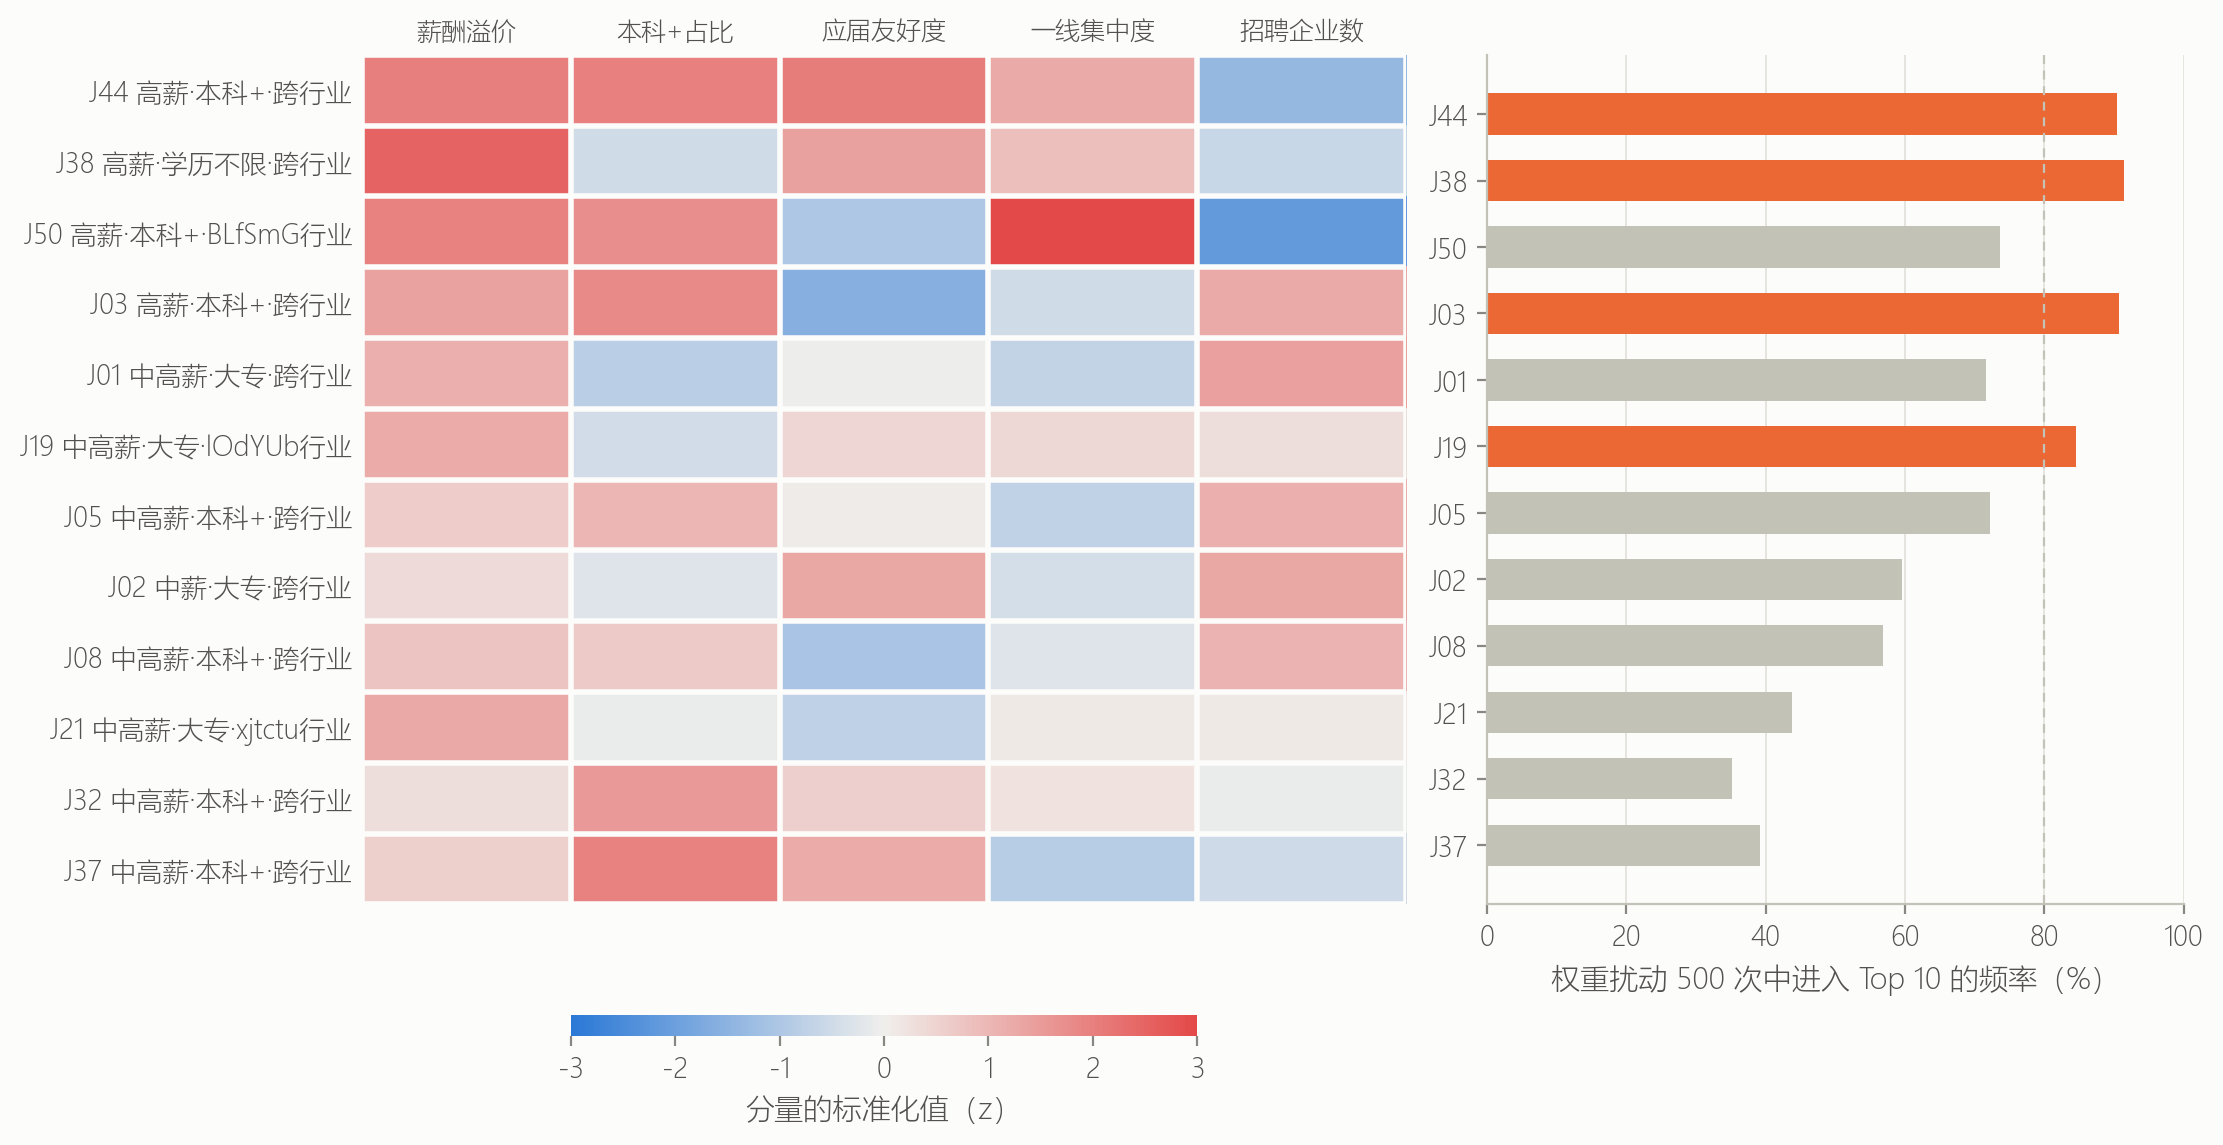 薪酬溢价 本科+占比 应届友好度 一线集中度 招聘企业数
J44 高薪·本科+·跨行业
J38 高薪·学历不限·跨行业
J50 高薪·本科+·BLfSmG行业
J03 高薪·本科+·跨行业
J01 中高薪·大专·跨行业
J19 中高薪·大专·lOdYUb行业
J05 中高薪·本科+·跨行业
J02 中薪·大专·跨行业
J08 中高薪·本科+·跨行业
J21 中高薪·大专·xjtctu行业
J32 中高薪·本科+·跨行业
J37 中高薪·本科+·跨行业
-3 -2 -1 0 1 2 3
分量的标准化值（z）
J44
J38
J50
J03
J01
J19
J05
J02
J08
J21
J32
J37
0 20 40 60 80 100
权重扰动 500 次中进入 Top 10 的频率（%）